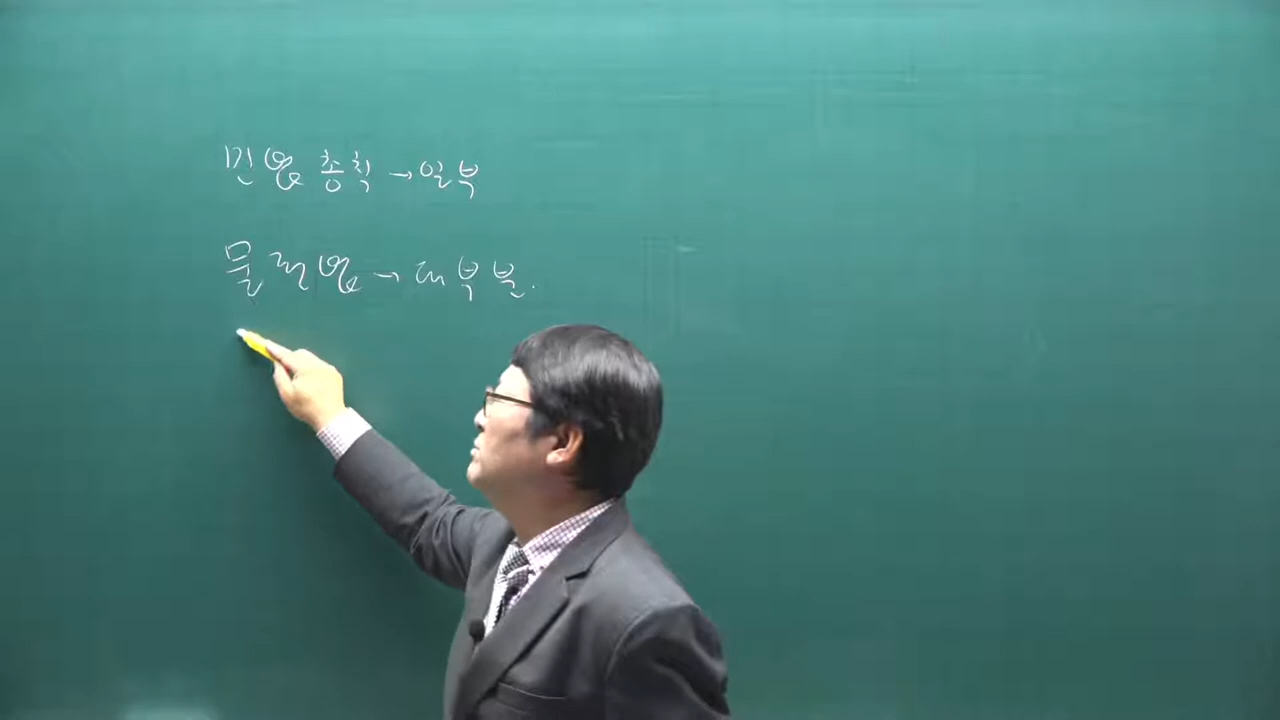 민법 총칙 → 일부
물권법 → 대부분.